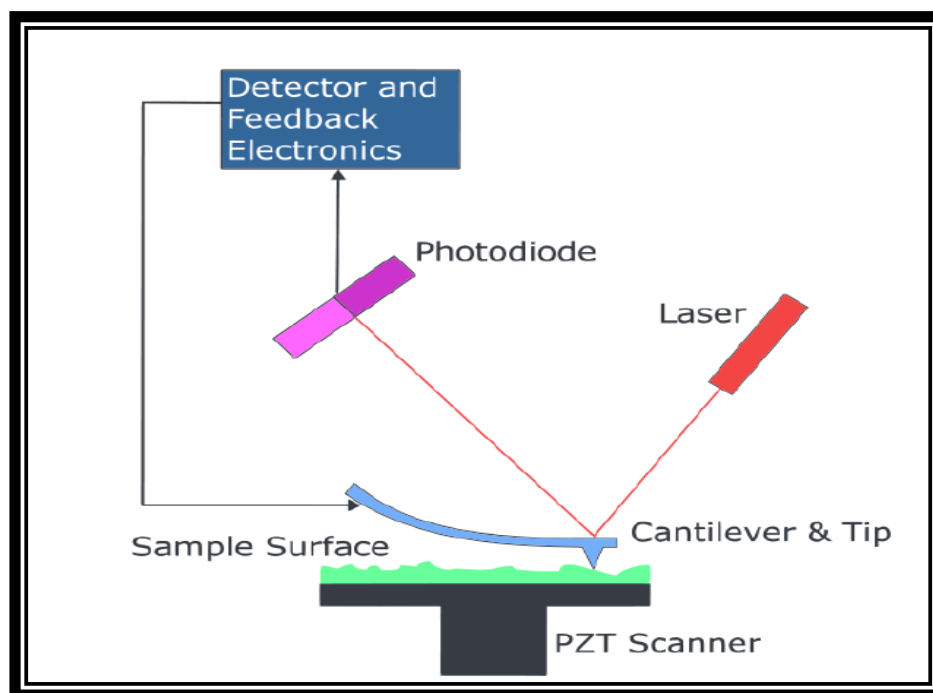 Detector and
Feedback
Electronics
Photodiode
Laser
Cantilever & Tip
Sample Surface
PZT Scanner